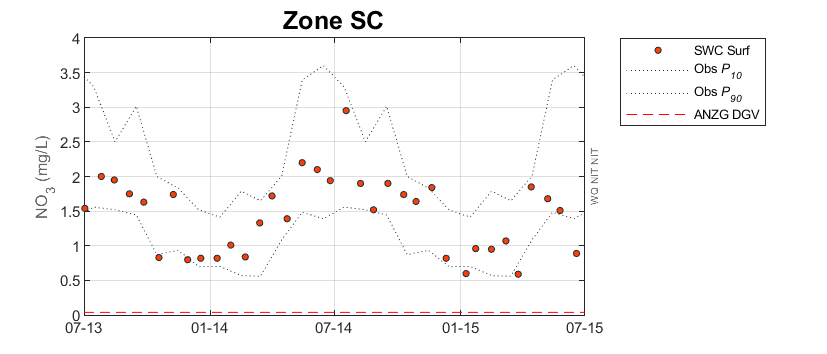 Zone SC
NO3 (mg/L)
4
3.5
3
2.5
2
1.5
1
0.5
0
07-13 01-14 07-14 01-15 07-15
SWC Surf
Obs P10
Obs P90
ANZG DGV
WQ NIT NIT